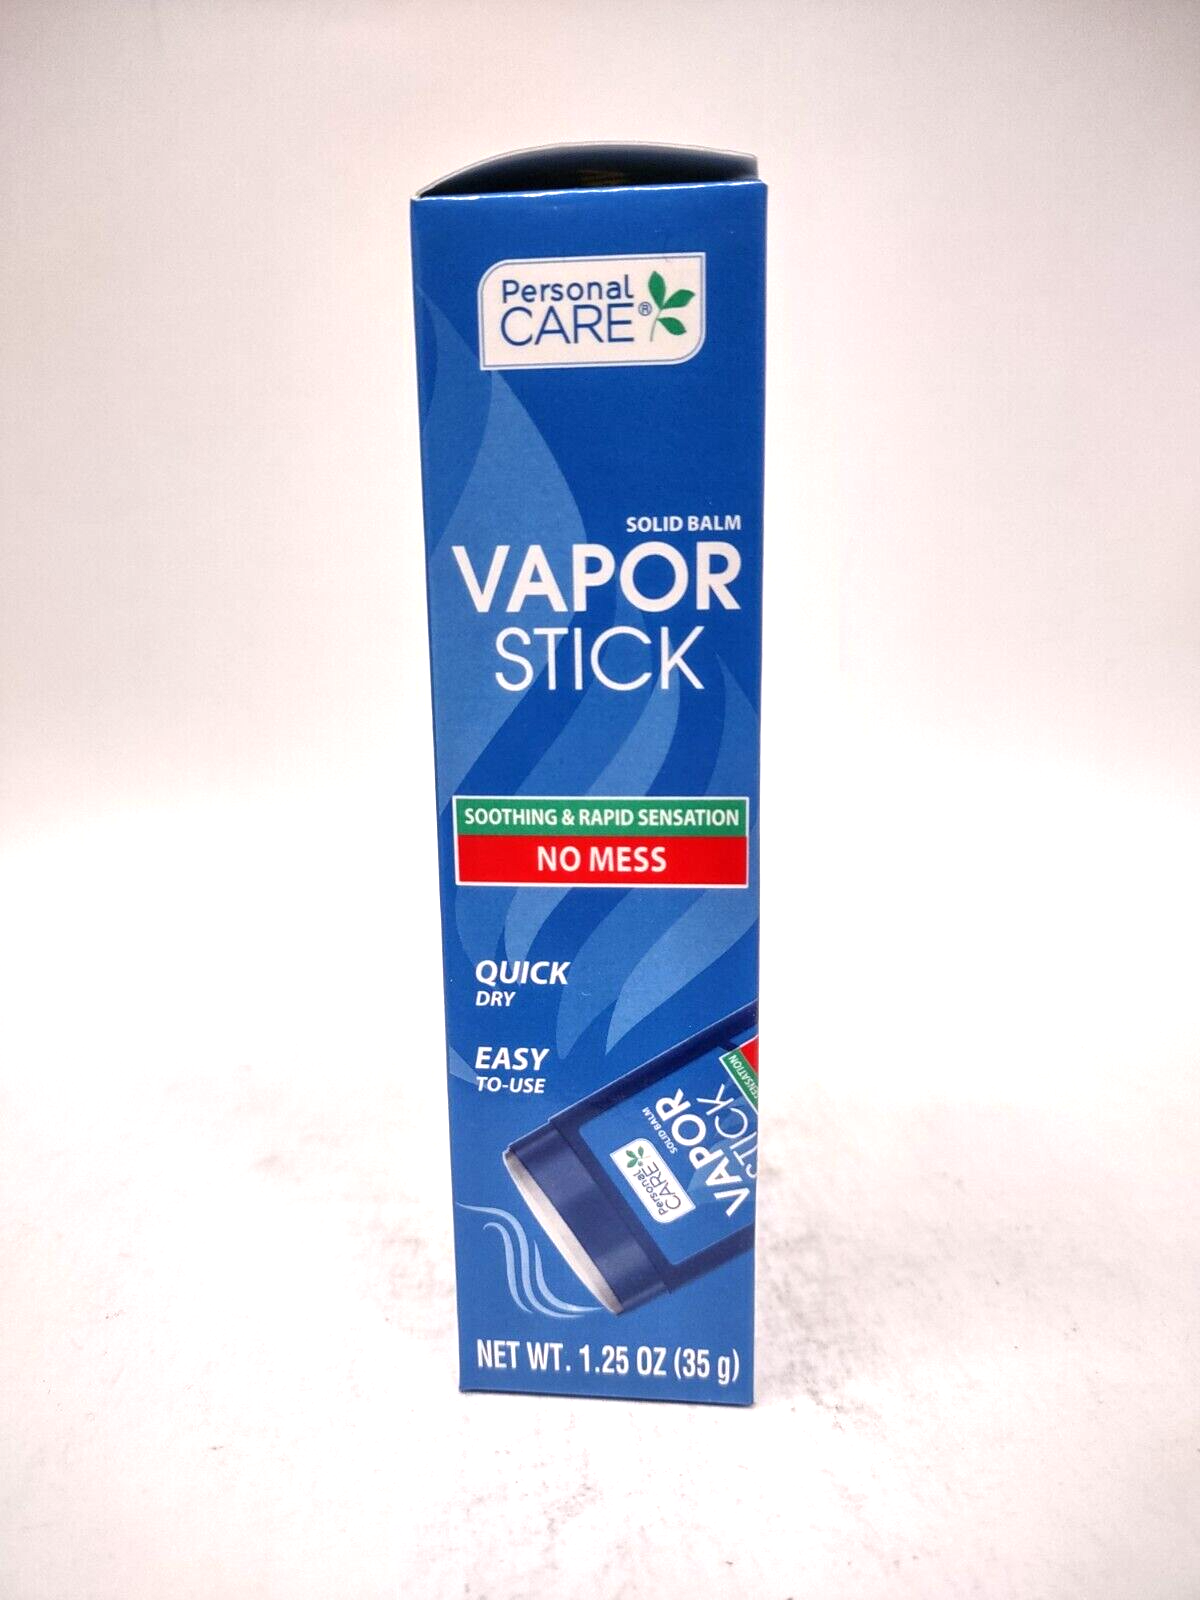 Personal
CARE®
SOLID BALM
VAPOR
STICK
SOOTHING & RAPID SENSATION
NO MESS
QUICK
DRY
EASY
TO-USE
Personal
CARE
SOLID BALM
VAPOR
NET WT. 1.25 OZ (35 g)